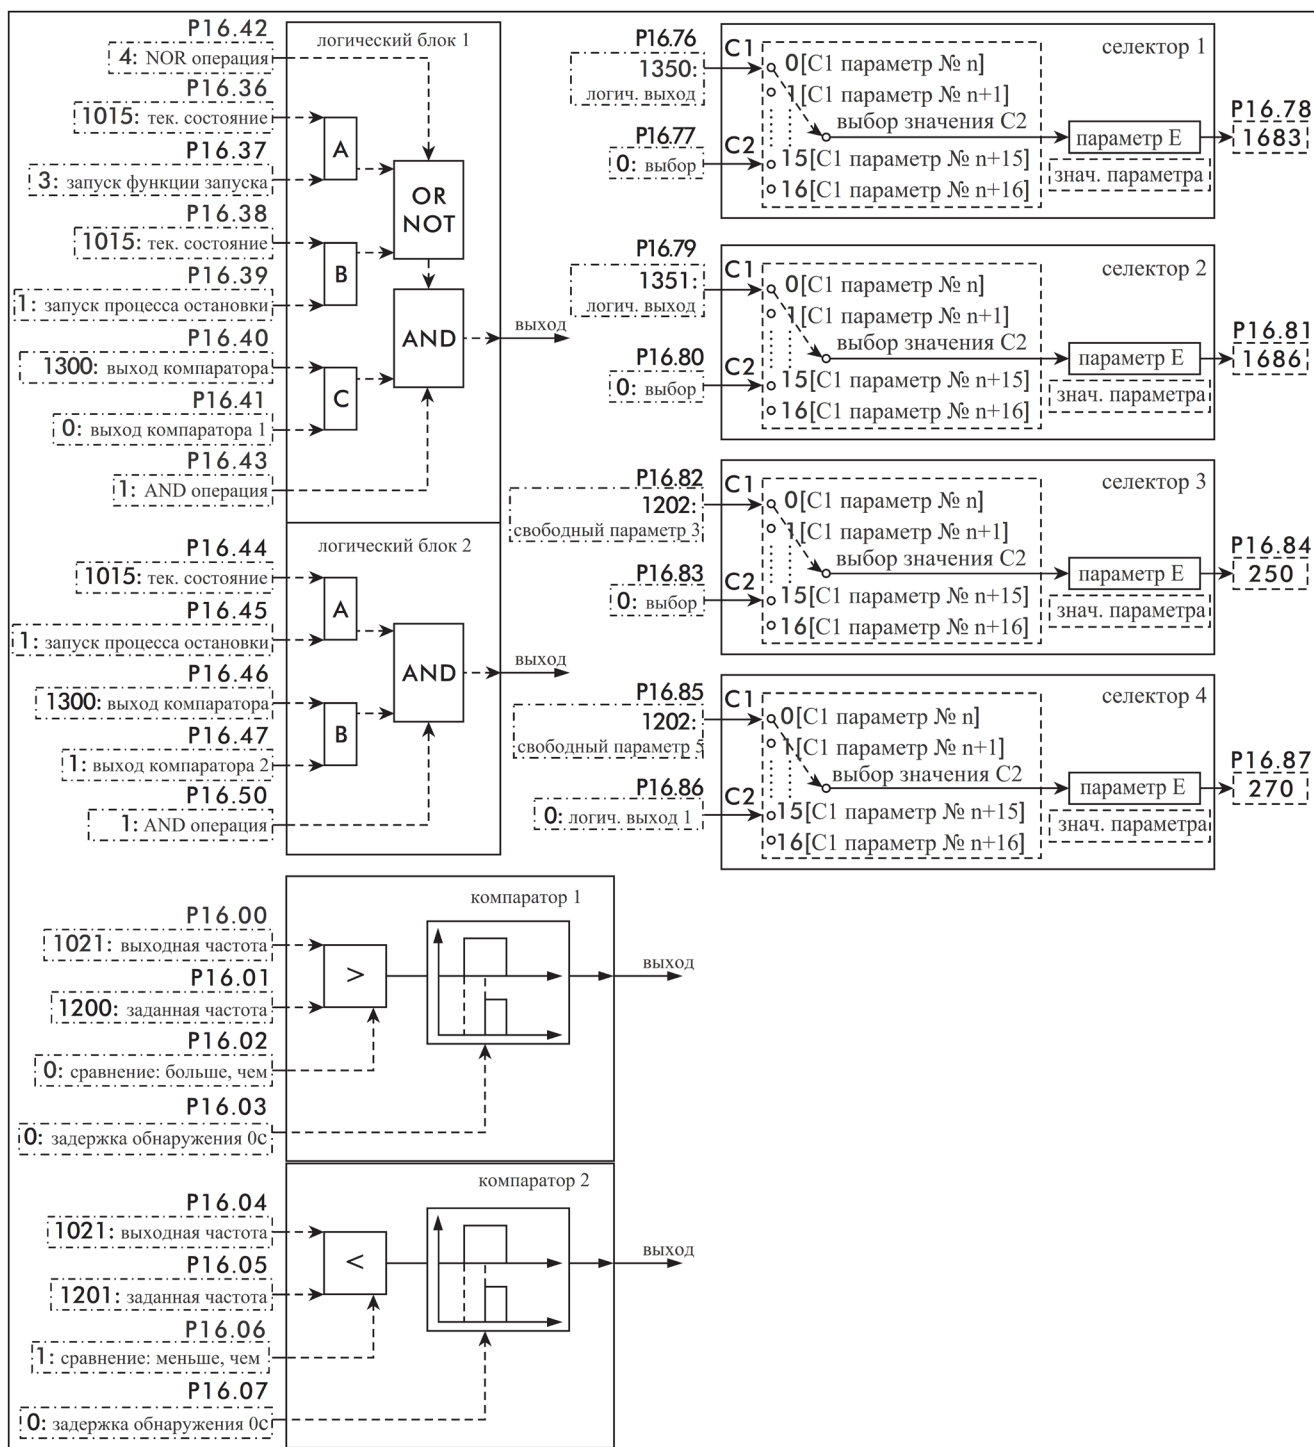 P16.42
логический блок 1
4: NOR операция
P16.36
1015: тек. состояние
P16.37
3: запуск функции запуска
P16.38
1015: тек. состояние
P16.39
1: запуск процесса остановки
P16.40
1300: выход компаратора
P16.41
0: выход компаратора 1
P16.43
1: AND операция
A
B
C
OR
NOT
AND
выход
логический блок 2
P16.44
1015: тек. состояние
P16.45
1: запуск процесса остановки
P16.46
1300: выход компаратора
P16.47
1: выход компаратора 2
P16.50
1: AND операция
A
B
AND
выход
P16.76
1350:
логич. выход
P16.77
0: выбор
C1
C2
селектор 1
0[C1 параметр № n]
1[C1 параметр № n+1]
выбор значения C2
15[C1 параметр № n+15]
16[C1 параметр № n+16]
параметр E
знач. параметра
P16.78
1683
P16.79
1351:
логич. выход
P16.80
0: выбор
C1
C2
селектор 2
0[C1 параметр № n]
1[C1 параметр № n+1]
выбор значения C2
15[C1 параметр № n+15]
16[C1 параметр № n+16]
параметр E
знач. параметра
P16.81
1686
P16.82
1202:
свободный параметр 3
P16.83
0: выбор
C1
C2
селектор 3
0[C1 параметр № n]
1[C1 параметр № n+1]
выбор значения C2
15[C1 параметр № n+15]
16[C1 параметр № n+16]
параметр E
знач. параметра
P16.84
250
P16.85
1202:
свободный параметр 5
P16.86
0: логич. выход 1
C1
C2
селектор 4
0[C1 параметр № n]
1[C1 параметр № n+1]
выбор значения C2
15[C1 параметр № n+15]
16[C1 параметр № n+16]
параметр E
знач. параметра
P16.87
270
компаратор 1
P16.00
1021: выходная частота
P16.01
1200: заданная частота
P16.02
0: сравнение: больше, чем
P16.03
0: задержка обнаружения 0с
>
выход
компаратор 2
P16.04
1021: выходная частота
P16.05
1201: заданная частота
P16.06
1: сравнение: меньше, чем
P16.07
0: задержка обнаружения 0с
<
выход